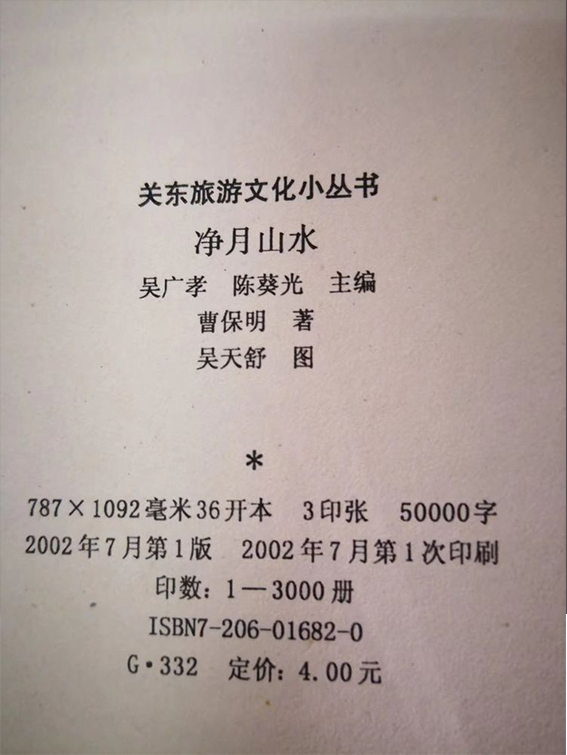 关东旅游文化小丛书
净月山水
吴广孝 陈葵光 主编
曹保明 著
吴天舒 图
*
787×1092毫米36开本 3印张 50000字
2002年7月第1版 2002年7月第1次印刷
印数：1—3000册
ISBN7-206-01682-0
G·332 定价：4.00元